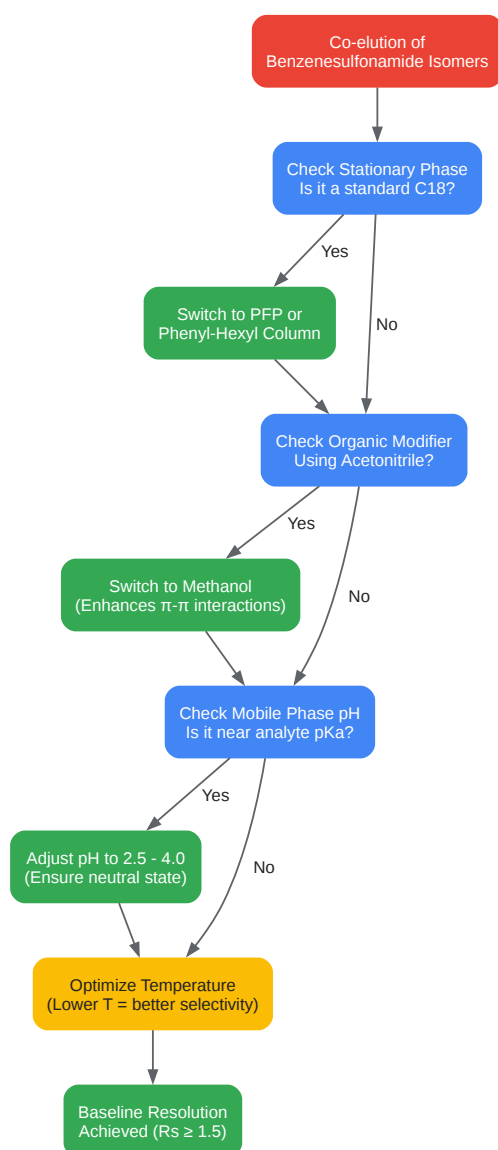 Co-elution of
Benzenesulfonamide Isomers
Check Stationary Phase
Is it a standard C18?
Yes
Switch to PFP or
Phenyl-Hexyl Column
No
Check Organic Modifier
Using Acetonitrile?
Yes
Switch to Methanol
(Enhances π-π interactions)
No
Check Mobile Phase pH
Is it near analyte pKa?
Yes
Adjust pH to 2.5 - 4.0
(Ensure neutral state)
No
Optimize Temperature
(Lower T = better selectivity)
Baseline Resolution
Achieved (Rs ≥ 1.5)